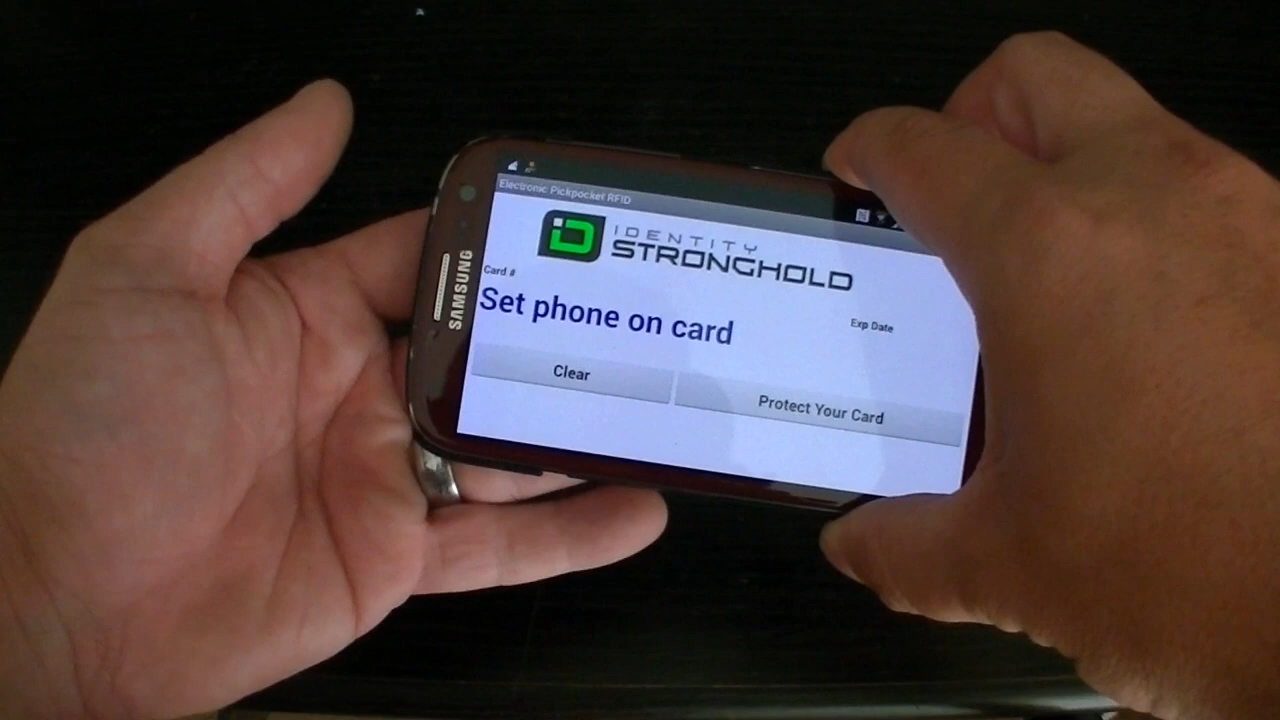 Electronic Pickpocket RFID
IDENTITY
STRONGHOLD
Card #
Set phone on card
Exp Date
Clear
Protect Your Card
SAMSUNG